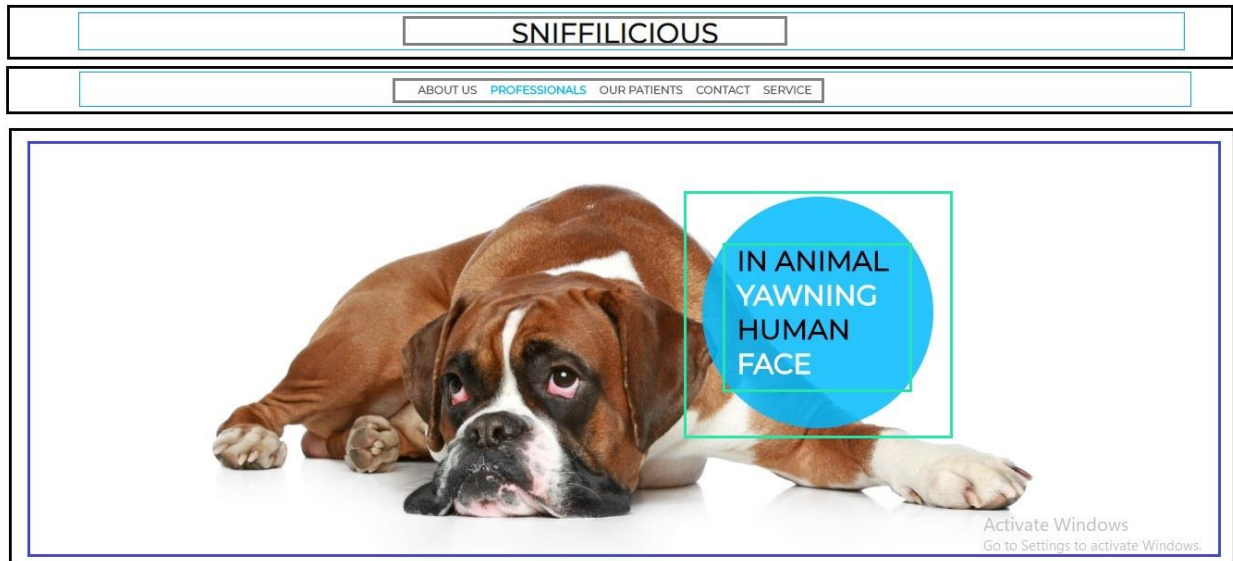 SNIFFILICIOUS
ABOUT US PROFESSIONALS OUR PATIENTS CONTACT SERVICE
IN ANIMAL
YAWNING
HUMAN
FACE
Activate Windows
Go to Settings to activate Windows.